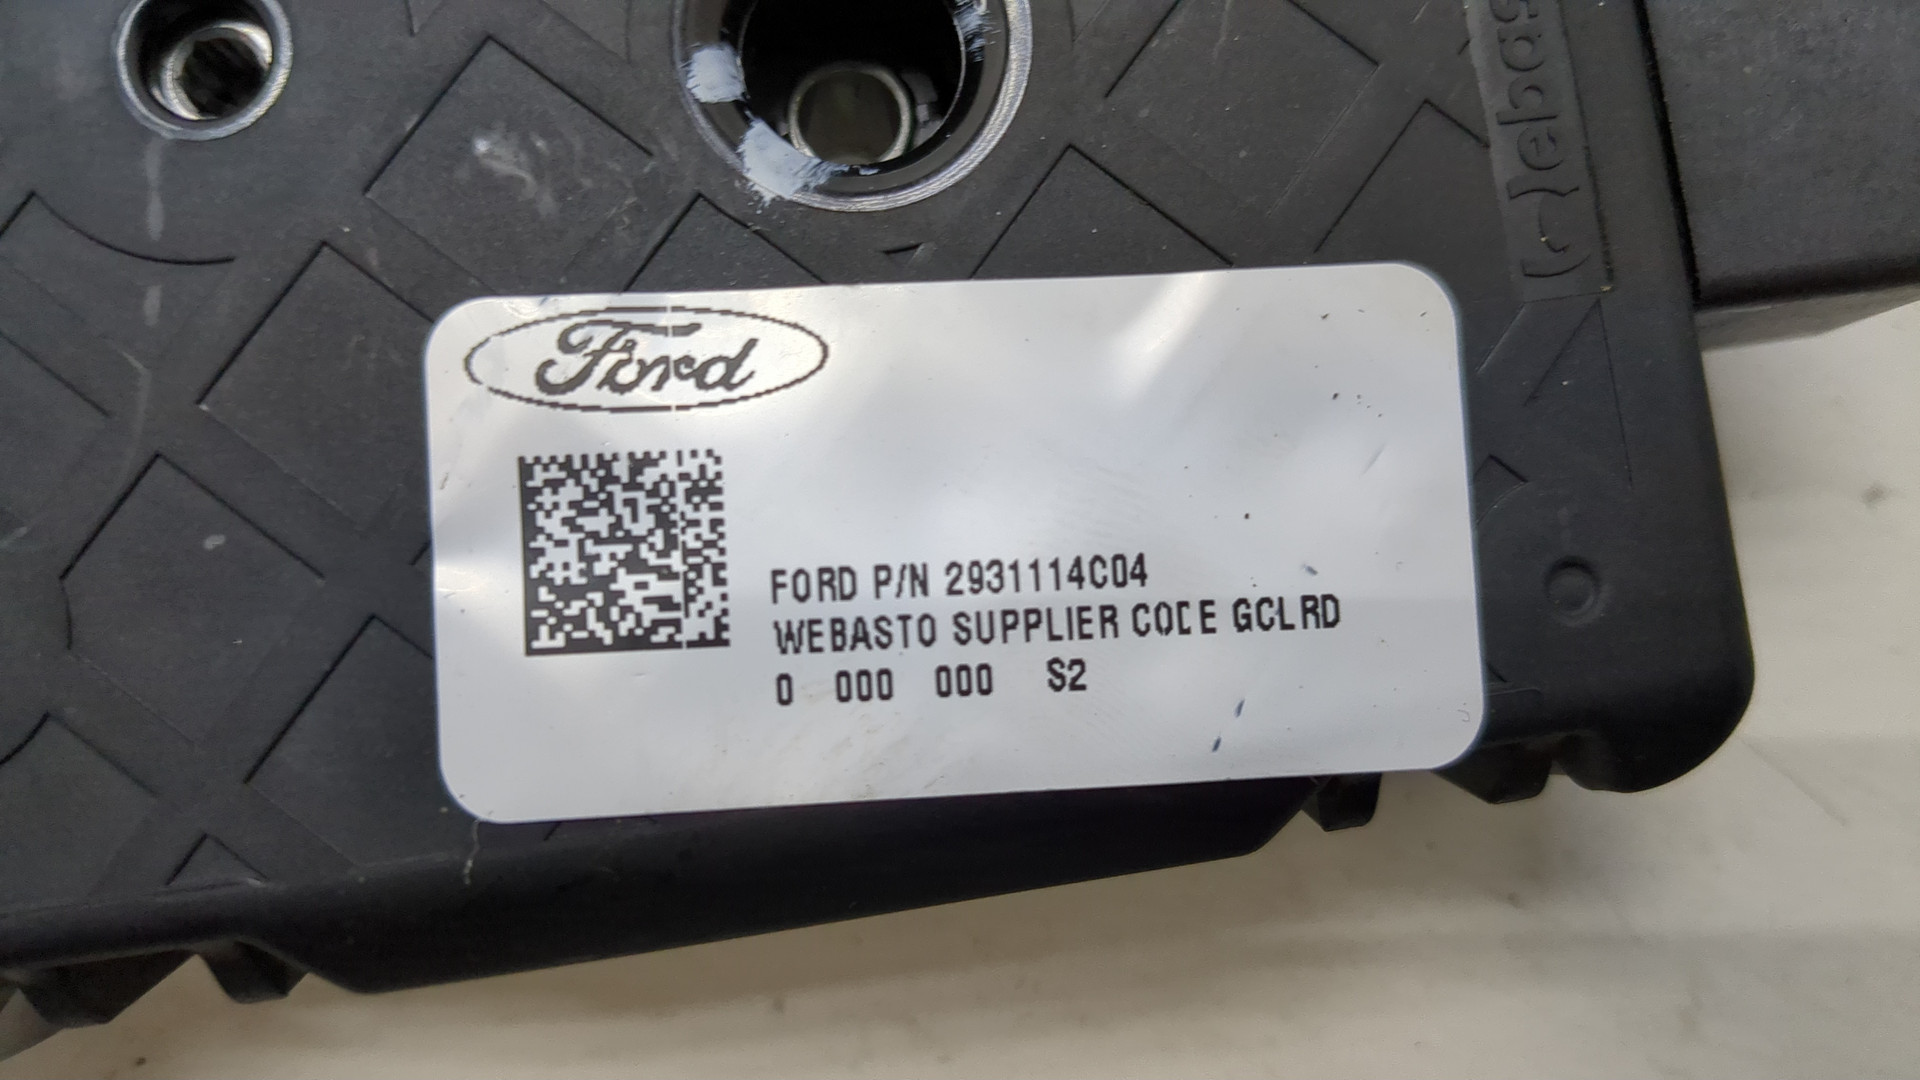 Ford
FORD P/N 2931114C04
WEBASTO SUPPLIER CODE GCLRD
0 000 000 S2